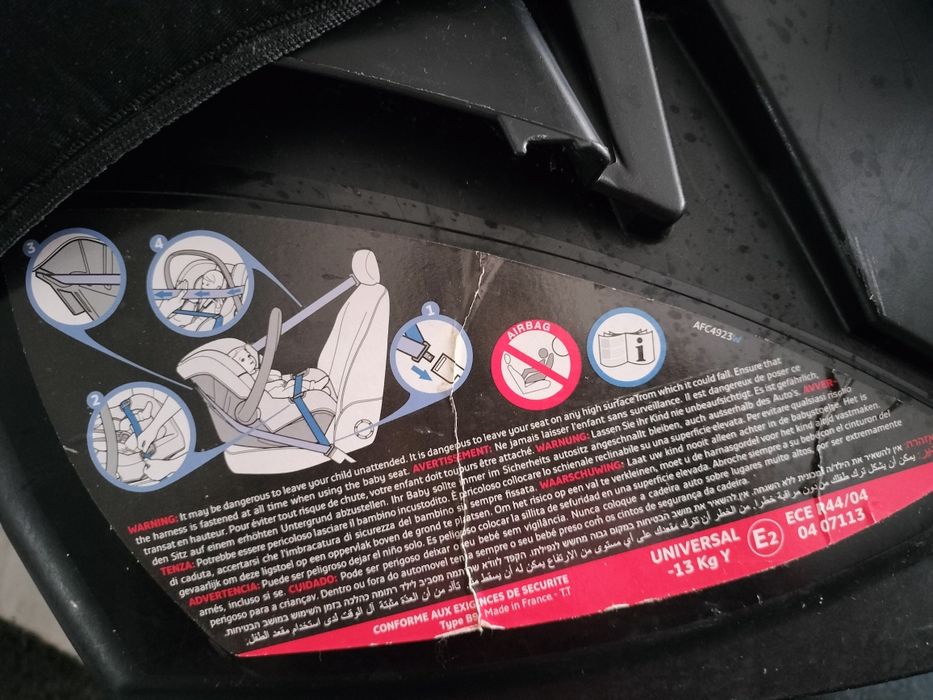 3
4
1
2
AIRBAG
i
AFC4923
WARNING: It may be dangerous to leave your child unattended. It is dangerous to leave your seat on any high surface from which it could fall. Ensure that
the harness is fastened at all time when using the baby seat. AVERTISSEMENT: Ne jamais laisser l'enfant sans surveillance. Il est dangereux de poser ce
transat en hauteur. Pour éviter tout risque de chute, votre enfant doit toujours être attaché. WARNUNG: Lassen Sie Ihr Kind nie unbeaufsichtigt. Es ist gefährlich,
den Sitz auf einem erhöhten Untergrund abzustellen. Ihr Baby sollte immer im Sicherheits autositz angeschnallt bleiben, auch ausserhalb des Auto's. AVVER-
TENZA: Potrebbe essere pericoloso lasciare il bambino incustodito. È pericoloso collocare lo schienale reclinabile su una superficie elevata. Per evitare qualsiasi rischio
di caduta, accertarsi che l'imbracatura di sicurezza del bambino sia sempre fissata. WAARSCHUWING: Laat uw kind nooit alleen achter in de babystoeltje. Het is
gevaarlijk om deze ligstoel op een oppervlak boven de grond te plaatsen. Om het risico op een val te verkleinen, moet u de harnasgordel voor het kind goed vastmaken.
ADVERTENCIA: Puede ser peligroso dejar el niño solo. Es peligroso colocar la sillita de seguridad en una superficie elevada. Abroche siempre a su bebé con el cinturón del
arnés, incluso si se. CUIDADO: Pode ser perigoso deixar o seu bebé sem vigilância. Nunca coloque a cadeira auto sobre lugares muito altos, por ser extremamente
perigoso para a criançav. Dentro ou fora do automovel tenha sempre o seu bebé preso com os cintos de segurança da cadeira.
CONFORME AUX EXIGENCES DE SECURITE
Made in France - TT
UNIVERSAL
-13 Kg Y
E2
ECE R44/04
04 07113